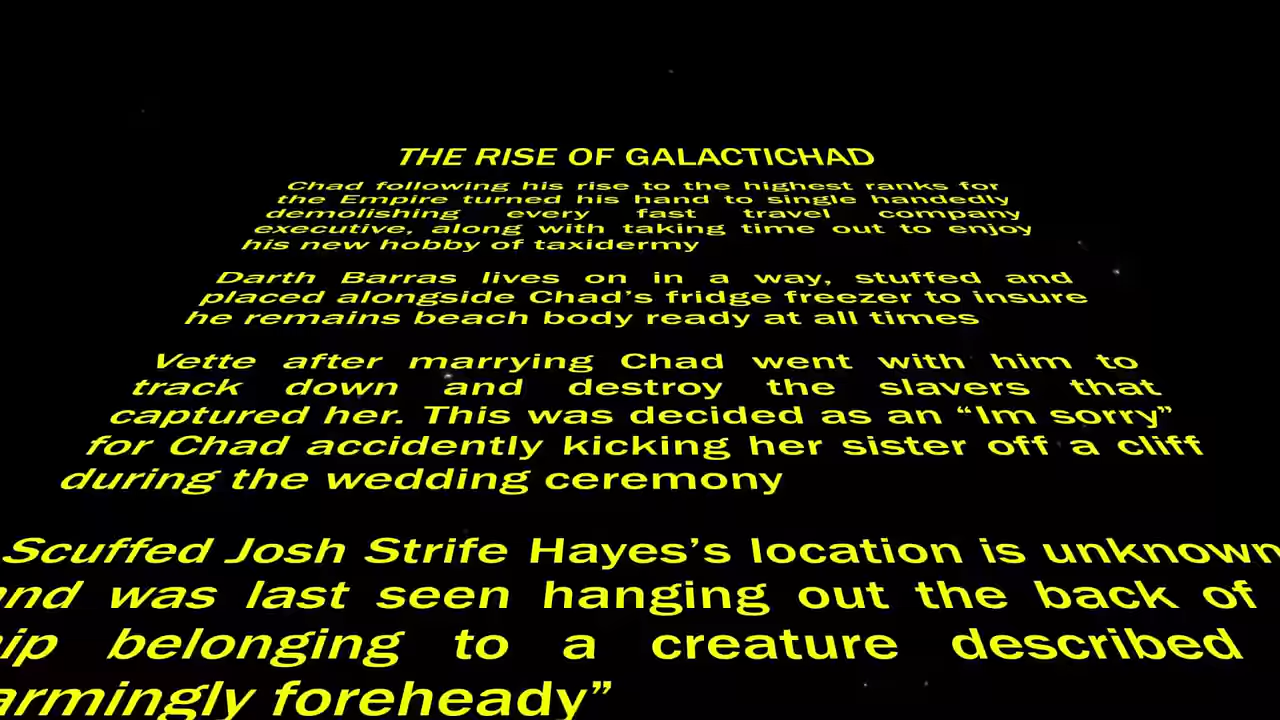 THE RISE OF GALACTICHAD
Chad following his rise to the highest ranks for
the Empire turned his hand to single handedly
demolishing every fast travel company
executive, along with taking time out to enjoy
his new hobby of taxidermy
Darth Barras lives on in a way, stuffed and
placed alongside Chad’s fridge freezer to insure
he remains beach body ready at all times
Vette after marrying Chad went with him to
track down and destroy the slavers that
captured her. This was decided as an “Im sorry”
for Chad accidently kicking her sister off a cliff
during the wedding ceremony
Scuffed Josh Strife Hayes’s location is unknown
and was last seen hanging out the back of
belonging to a creature described
foreheady”